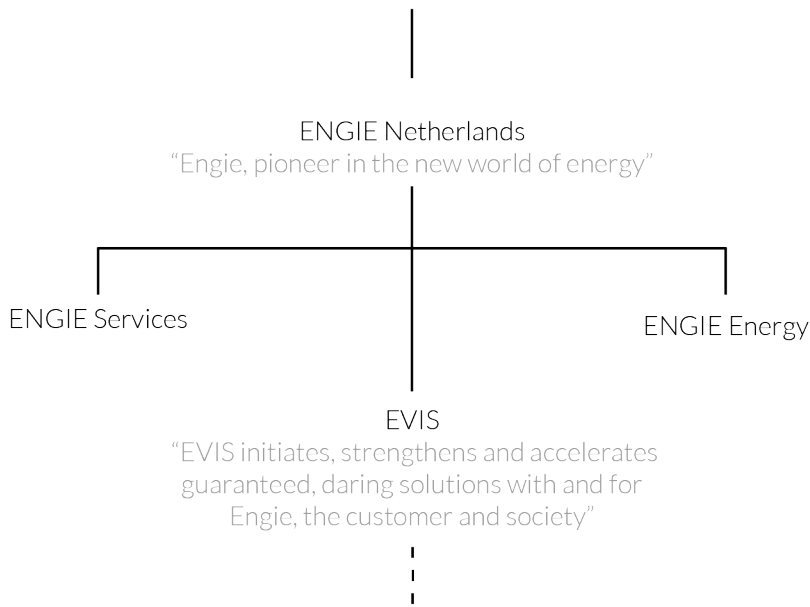 ENGIE Netherlands
“Engie, pioneer in the new world of energy”
ENGIE Services
ENGIE Energy
EVIS
“EVIS initiates, strengthens and accelerates
guaranteed, daring solutions with and for
Engie, the customer and society”